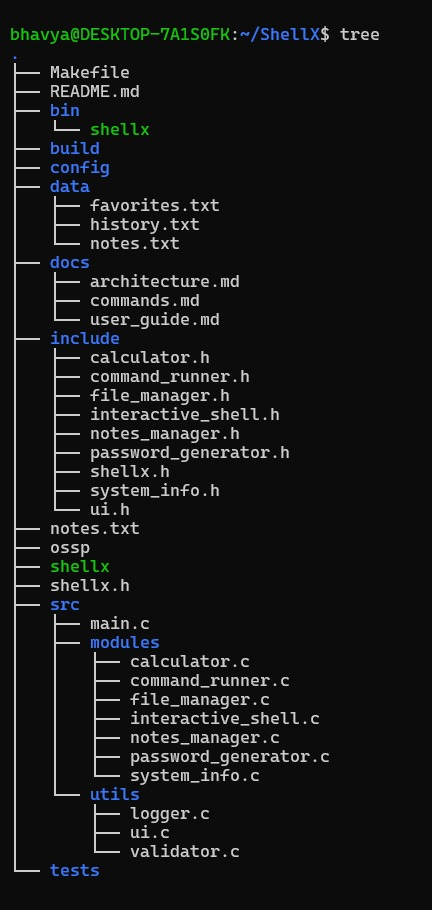 bhavya@DESKTOP-7A1S0FK:~/ShellX$ tree
.
├── Makefile
├── README.md
├── bin
│   └── shellx
├── build
├── config
├── data
│   ├── favorites.txt
│   ├── history.txt
│   └── notes.txt
├── docs
│   ├── architecture.md
│   ├── commands.md
│   └── user_guide.md
├── include
│   ├── calculator.h
│   ├── command_runner.h
│   ├── file_manager.h
│   ├── interactive_shell.h
│   ├── notes_manager.h
│   ├── password_generator.h
│   ├── shellx.h
│   ├── system_info.h
│   └── ui.h
├── notes.txt
├── ossp
├── shellx
├── shellx.h
├── src
│   ├── main.c
│   ├── modules
│   │   ├── calculator.c
│   │   ├── command_runner.c
│   │   ├── file_manager.c
│   │   ├── interactive_shell.c
│   │   ├── notes_manager.c
│   │   ├── password_generator.c
│   │   └── system_info.c
│   └── utils
│       ├── logger.c
│       ├── ui.c
│       └── validator.c
└── tests